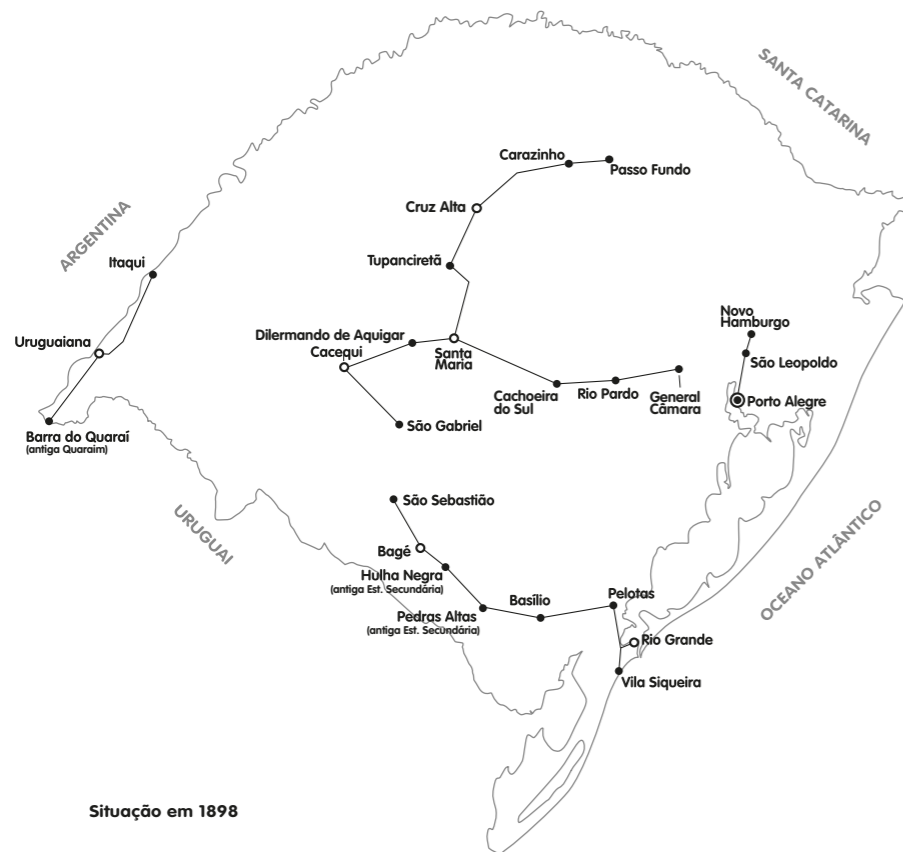 SANTA CATARINA
Carazinho
Passo Fundo
Cruz Alta
ARGENTINA
Itaqui
Tupanciretã
Novo
Hamburgo
Dilermando de Aquigar
Uruguaiana
Cacequi
Santa
Maria
São Leopoldo
Cachoeira
do Sul
Rio Pardo
General
Câmara
Porto Alegre
São Gabriel
Barra do Quaraí
(antiga Quaraim)
São Sebastião
URUGUAI
OCEANO ATLÂNTICO
Bagé
Hulha Negra
(antiga Est. Secundária)
Basílio
Pelotas
Pedras Altas
(antiga Est. Secundária)
Rio Grande
Vila Siqueira
Situação em 1898